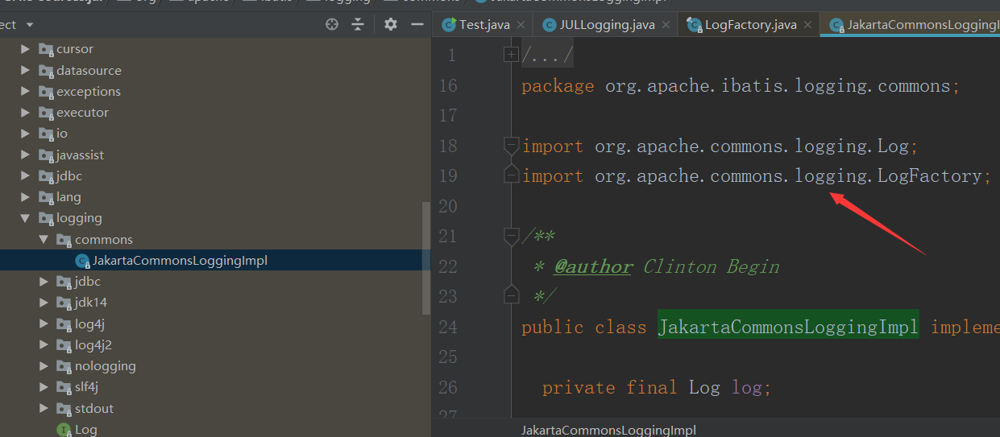 ect
cursor
datasource
exceptions
executor
io
javassist
jdbc
lang
logging
commons
JakartaCommonsLoggingImpl
jdbc
jdk14
log4j
log4j2
nologging
slf4j
stdout
Log
Test.java
JULLogging.java
LogFactory.java
JakartaCommonsLoggingI
1 /.../
16 package org.apache.ibatis.logging.commons;
17
18 import org.apache.commons.logging.Log;
19 import org.apache.commons.logging.LogFactory;
20
21 /**
22 * @author Clinton Begin
23 */
24 public class JakartaCommonsLoggingImpl impleme
25
26 private final Log log;
27
JakartaCommonsLoggingImpl